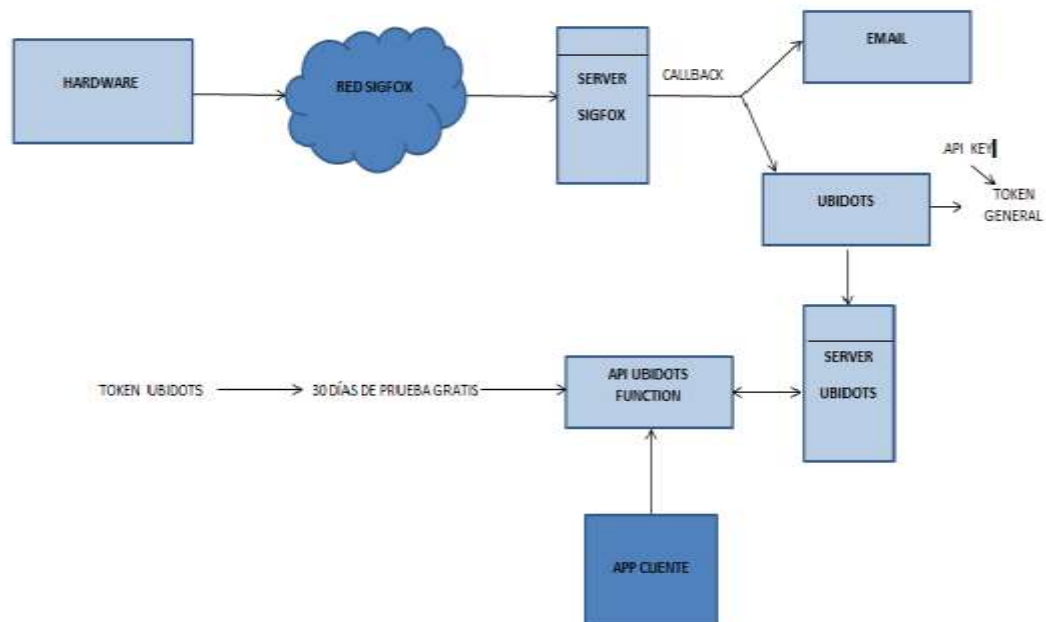 HARDWARE
RED SIGFOX
SERVER
SIGFOX
CALLBACK
EMAIL
API KEY
TOKEN
GENERAL
UBIDOTS
SERVER
UBIDOTS
TOKEN UBIDOTS
30 DÍAS DE PRUEBA GRATIS
API UBIDOTS
FUNCTION
APP CLIENTE